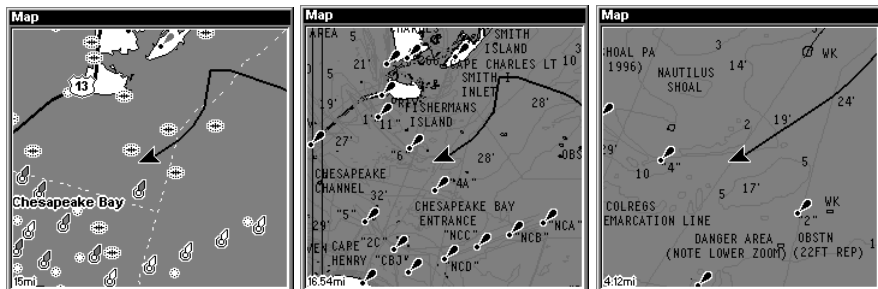 Map
13
Chesapeake Bay
15mi
Map
AREA
5
SMITH
ISLAND
5
21'
CAPE CHARLES LT
10
SMITH I
INLET
19'
FISHERMANS
ISLAND
28'
1"
11"
27'
"6"
28'
OBS
CHESAPEAKE
CHANNEL
"4A"
32'
"5"
CHESAPEAKE BAY
ENTRANCE
29'
"NCA"
"NCC"
"NCB"
CAPE
HENRY
"2C"
"CBJ"
"NCD"
16.54mi
Map
SHOAL PA
1996)
3
WK
NAUTILUS
SHOAL
14'
24'
19'
2
29'
10
4"
5
5
17'
COLREGS
EMARCATION LINE
WK
2"
DANGER AREA
(NOTE LOWER ZOOM)
OBSTN
(22FT REP)
4.12mi